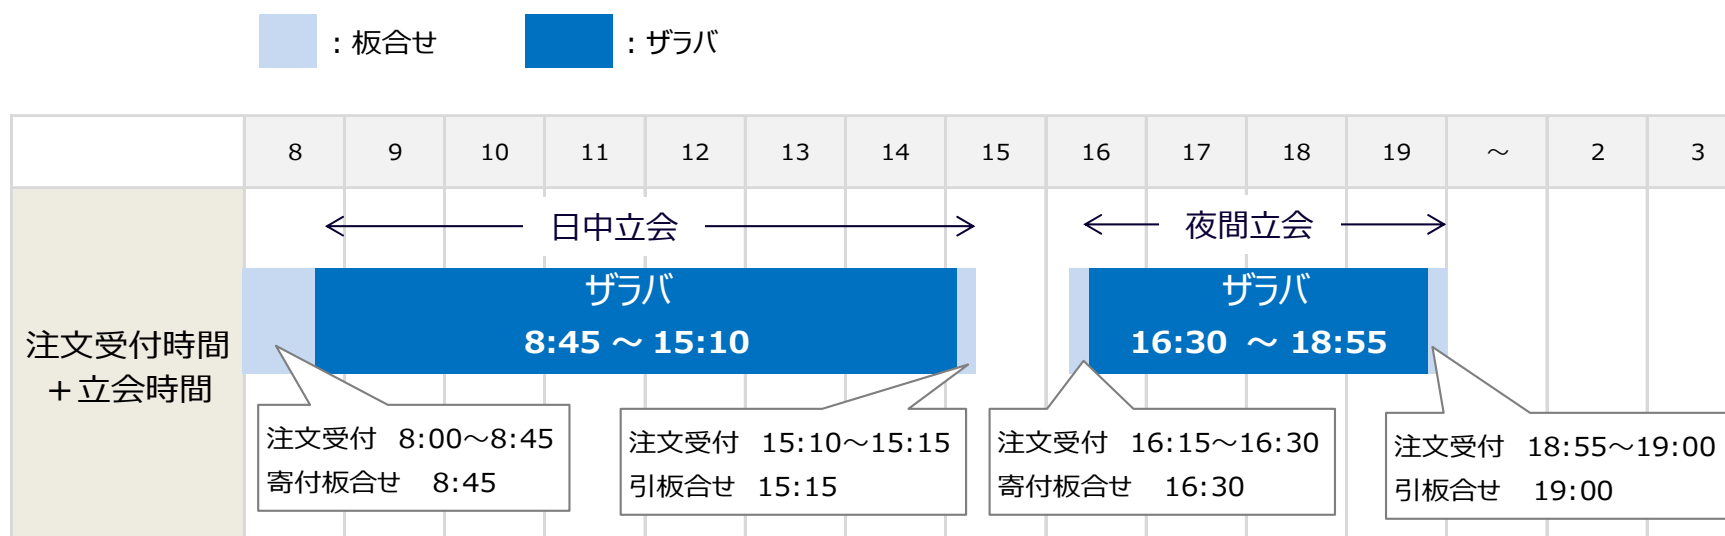 ：板合せ
：ザラバ
8 9 10 11 12 13 14 15 16 17 18 19 ～ 2 3
日中立会
夜間立会
注文受付時間
＋立会時間
ザラバ
8:45 ～ 15:10
ザラバ
16:30 ～ 18:55
注文受付 8:00～8:45
寄付板合せ 8:45
注文受付 15:10～15:15
引板合せ 15:15
注文受付 16:15～16:30
寄付板合せ 16:30
注文受付 18:55～19:00
引板合せ 19:00